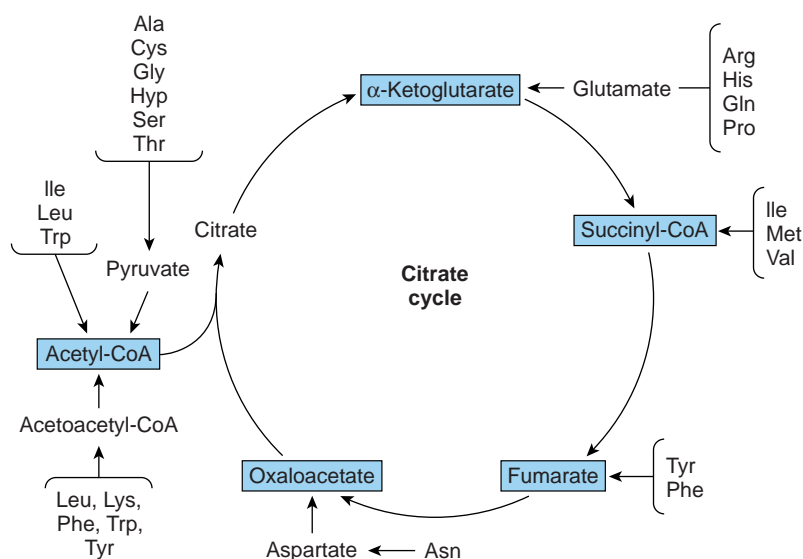 Ala
Cys
Gly
Hyp
Ser
Thr
α-Ketoglutarate
Glutamate
Arg
His
Gln
Pro
Ile
Leu
Trp
Citrate
Pyruvate
Succinyl-CoA
Ile
Met
Val
Citrate
cycle
Acetyl-CoA
Acetoacetyl-CoA
Leu, Lys,
Phe, Trp,
Tyr
Oxaloacetate
Fumarate
Tyr
Phe
Aspartate
Asn